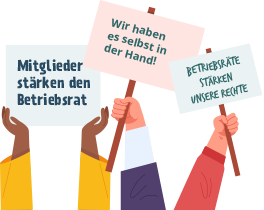 Mitglieder
stärken den
Betriebsrat
Wir haben
es selbst in
der Hand!
BETRIEBSRÄTE
STÄRKEN
UNSERE RECHTE